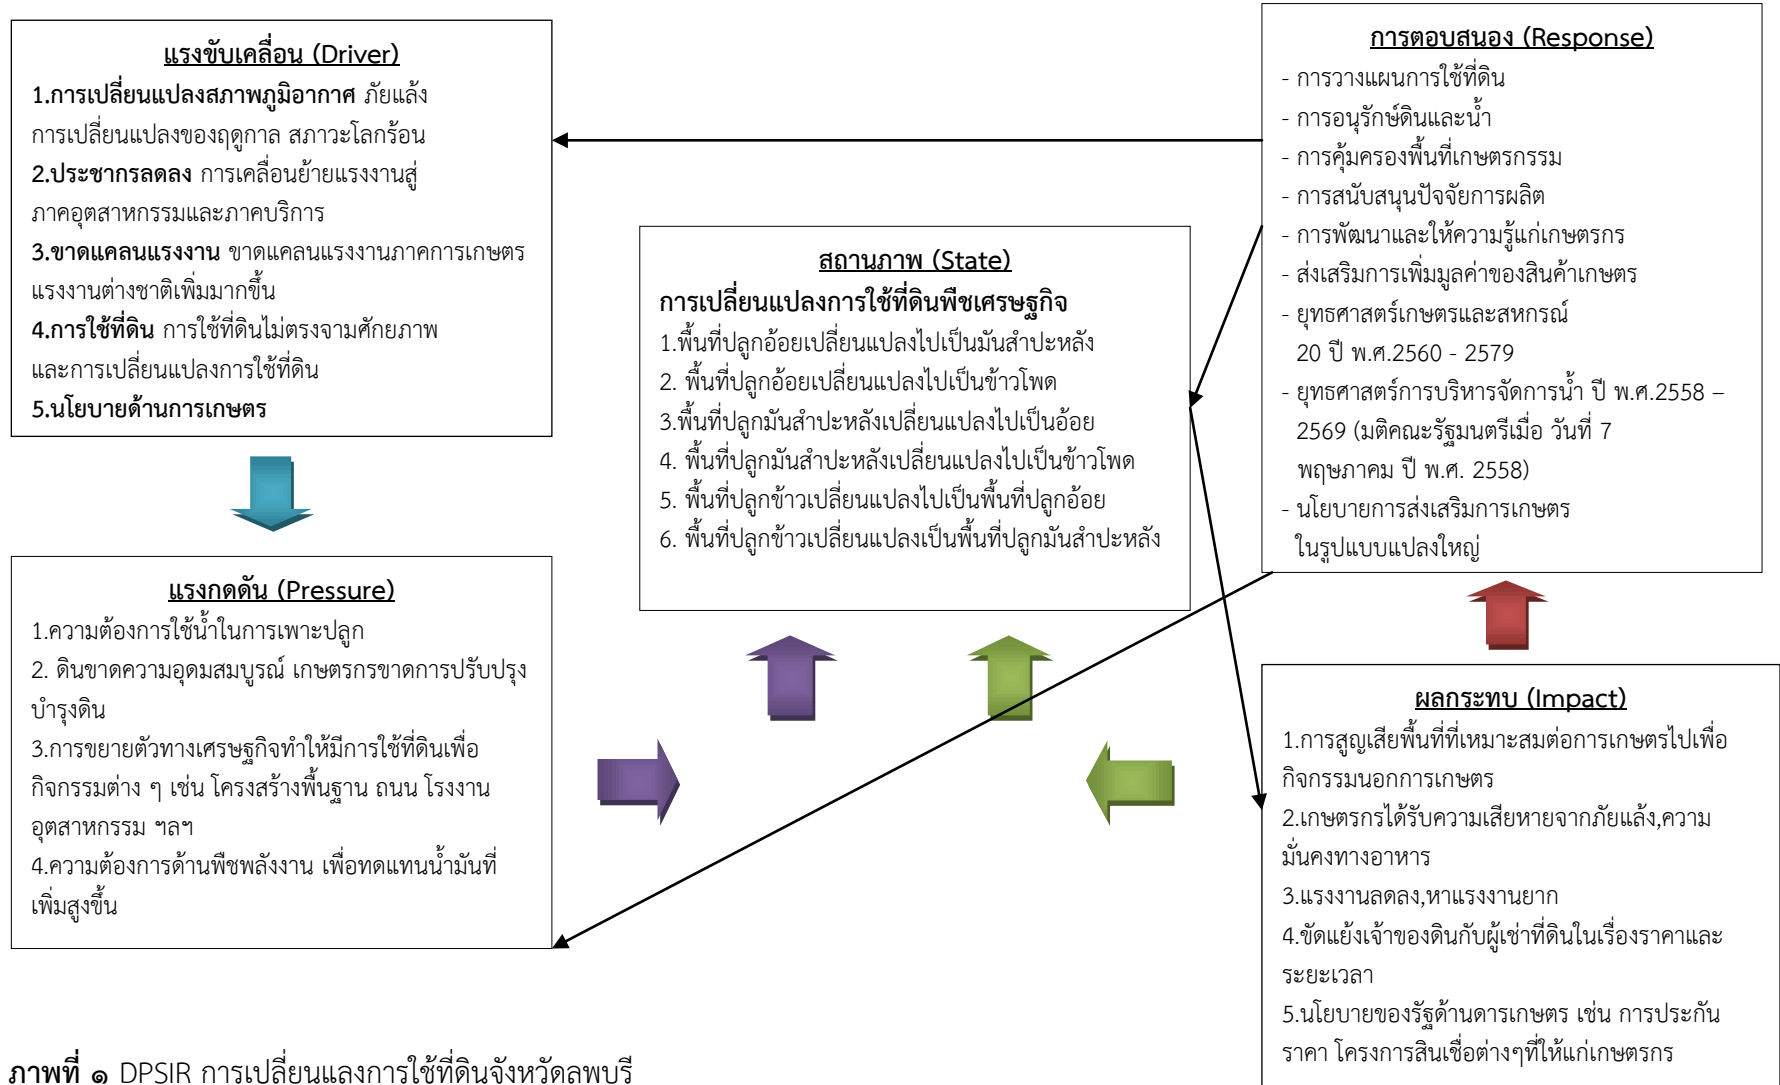 แรงขับเคลื่อน (Driver)
1.การเปลี่ยนแปลงสภาพภูมิอากาศ ภัยแล้ง
การเปลี่ยนแปลงของฤดูกาล สภาวะโลกร้อน
2.ประชากรลดลง การเคลื่อนย้ายแรงงานสู่
ภาคอุตสาหกรรมและภาคบริการ
3.ขาดแคลนแรงงาน ขาดแคลนแรงงานภาคการเกษตร
แรงงานต่างชาติเพิ่มมากขึ้น
4.การใช้ที่ดิน การใช้ที่ดินไม่ตรงจามศักยภาพ
และการเปลี่ยนแปลงการใช้ที่ดิน
5.นโยบายด้านการเกษตร
แรงกดดัน (Pressure)
1.ความต้องการใช้น้ำในการเพาะปลูก
2. ดินขาดความอุดมสมบูรณ์ เกษตรกรขาดการปรับปรุง
บำรุงดิน
3.การขยายตัวทางเศรษฐกิจทำให้มีการใช้ที่ดินเพื่อ
กิจกรรมต่าง ๆ เช่น โครงสร้างพื้นฐาน ถนน โรงงาน
อุตสาหกรรม ฯลฯ
4.ความต้องการด้านพืชพลังงาน เพื่อทดแทนน้ำมันที่
เพิ่มสูงขึ้น
สถานภาพ (State)
การเปลี่ยนแปลงการใช้ที่ดินพืชเศรษฐกิจ
1.พื้นที่ปลูกอ้อยเปลี่ยนแปลงไปเป็นมันสำปะหลัง
2. พื้นที่ปลูกอ้อยเปลี่ยนแปลงไปเป็นข้าวโพด
3.พื้นที่ปลูกมันสำปะหลังเปลี่ยนแปลงไปเป็นอ้อย
4. พื้นที่ปลูกมันสำปะหลังเปลี่ยนแปลงไปเป็นข้าวโพด
5. พื้นที่ปลูกข้าวเปลี่ยนแปลงไปเป็นพื้นที่ปลูกอ้อย
6. พื้นที่ปลูกข้าวเปลี่ยนแปลงเป็นพื้นที่ปลูกมันสำปะหลัง
การตอบสนอง (Response)
- การวางแผนการใช้ที่ดิน
- การอนุรักษ์ดินและน้ำ
- การคุ้มครองพื้นที่เกษตรกรรม
- การสนับสนุนปัจจัยการผลิต
- การพัฒนาและให้ความรู้แก่เกษตรกร
- ส่งเสริมการเพิ่มมูลค่าของสินค้าเกษตร
- ยุทธศาสตร์เกษตรและสหกรณ์
20 ปี พ.ศ.2560 - 2579
- ยุทธศาสตร์การบริหารจัดการน้ำ ปี พ.ศ.2558 –
2569 (มติคณะรัฐมนตรีเมื่อ วันที่ 7
พฤษภาคม ปี พ.ศ. 2558)
- นโยบายการส่งเสริมการเกษตร
ในรูปแบบแปลงใหญ่
ผลกระทบ (Impact)
1.การสูญเสียพื้นที่ที่เหมาะสมต่อการเกษตรไปเพื่อ
กิจกรรมนอกการเกษตร
2.เกษตรกรได้รับความเสียหายจากภัยแล้ง,ความ
มั่นคงทางอาหาร
3.แรงงานลดลง,หาแรงงานยาก
4.ขัดแย้งเจ้าของดินกับผู้เช่าที่ดินในเรื่องราคาและ
ระยะเวลา
5.นโยบายของรัฐด้านดารเกษตร เช่น การประกัน
ราคา โครงการสินเชื่อต่างๆที่ให้แก่เกษตรกร
ภาพที่ ๑ DPSIR การเปลี่ยนแลงการใช้ที่ดินจังหวัดลพบรี